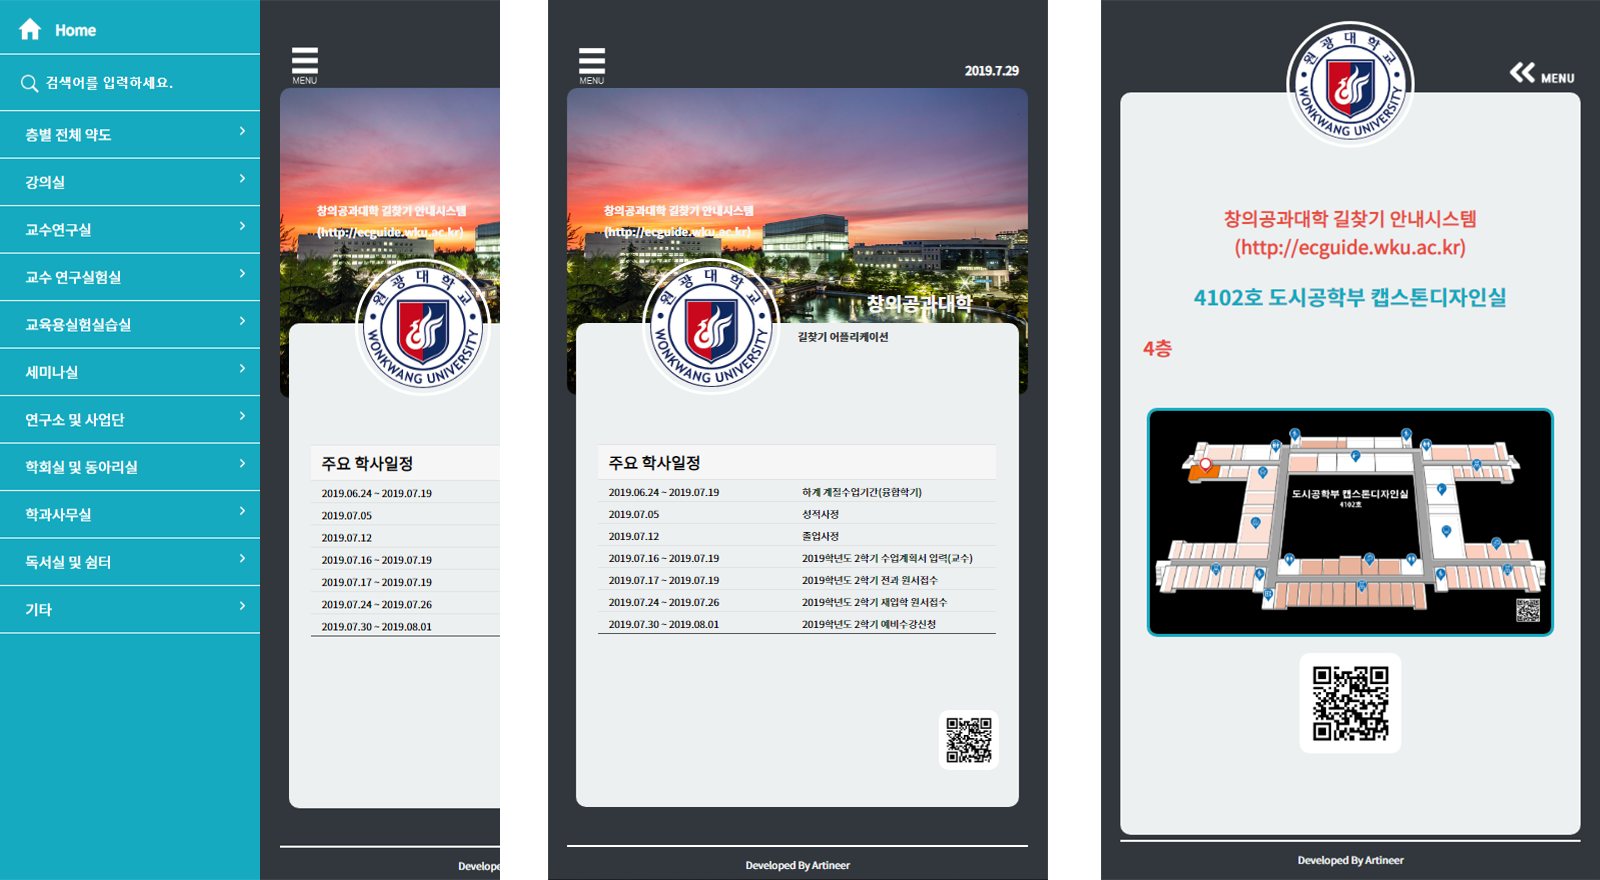 Home
검색어를 입력하세요.
층별 전체 약도
강의실
교수연구실
교수 연구실험실
교육용실험실습실
세미나실
연구소 및 사업단
학회실 및 동아리실
학과사무실
독서실 및 쉼터
기타
MENU
창의공과대학 길찾기 안내시스템
(http://ecguide.wku.ac.kr)
원광대학교
WONKWANG UNIVERSITY
주요 학사일정
2019.06.24 ~ 2019.07.19
2019.07.05
2019.07.12
2019.07.16 ~ 2019.07.19
2019.07.17 ~ 2019.07.19
2019.07.24 ~ 2019.07.26
2019.07.30 ~ 2019.08.01
Develope
MENU
2019.7.29
창의공과대학 길찾기 안내시스템
(http://ecguide.wku.ac.kr)
창의공과대학
길찾기 어플리케이션
원광대학교
WONKWANG UNIVERSITY
주요 학사일정
2019.06.24 ~ 2019.07.19 하계 계절수업기간(융합학기)
2019.07.05 성적사정
2019.07.12 졸업사정
2019.07.16 ~ 2019.07.19 2019학년도 2학기 수업계획서 입력(교수)
2019.07.17 ~ 2019.07.19 2019학년도 2학기 전과 원서접수
2019.07.24 ~ 2019.07.26 2019학년도 2학기 재입학 원서접수
2019.07.30 ~ 2019.08.01 2019학년도 2학기 예비수강신청
Developed By Artineer
원광대학교
WONKWANG UNIVERSITY
MENU
창의공과대학 길찾기 안내시스템
(http://ecguide.wku.ac.kr)
4102호 도시공학부 캡스톤디자인실
4층
도시공학부 캡스톤디자인실
4102호
Developed By Artineer